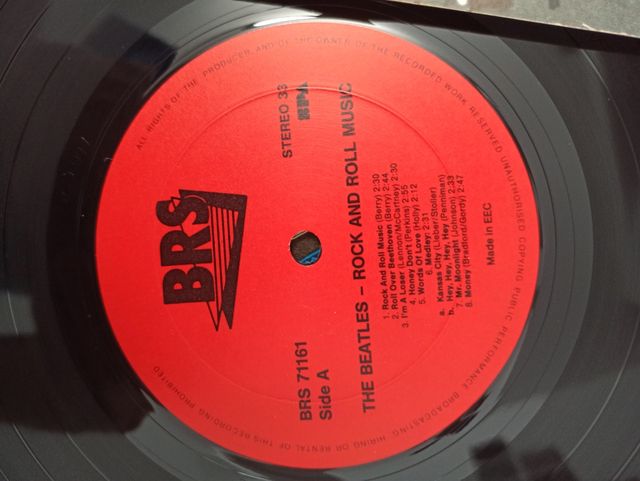 ALL RIGHTS OF THE PRODUCER, AND OF THE OWNER OF THE RECORDED WORK RESERVED UNAUTHORISED COPYING PUBLIC PERFORMANCE BROADCASTING HIRING OR RENTAL OF THIS RECORDING PROHIBITED
BRS
BRS 71161
Side A
STEREO 33
THE BEATLES – ROCK AND ROLL MUSIC
1. Rock And Roll Music (Berry) 2:30
2. Roll Over Beethoven (Berry) 2:44
3. I'm A Loser (Lennon/McCartney) 2:30
4. Honey Don't (Perkins) 2:55
5. Words Of Love (Holly) 2:12
6. Medley: 2:31
a. Kansas City (Lieber/Stoller)
b. Hey, Hey, Hey, Hey (Penniman)
7. Mr. Moonlight (Johnson) 2:33
8. Money (Bradford/Gordy) 2:47
Made in EEC